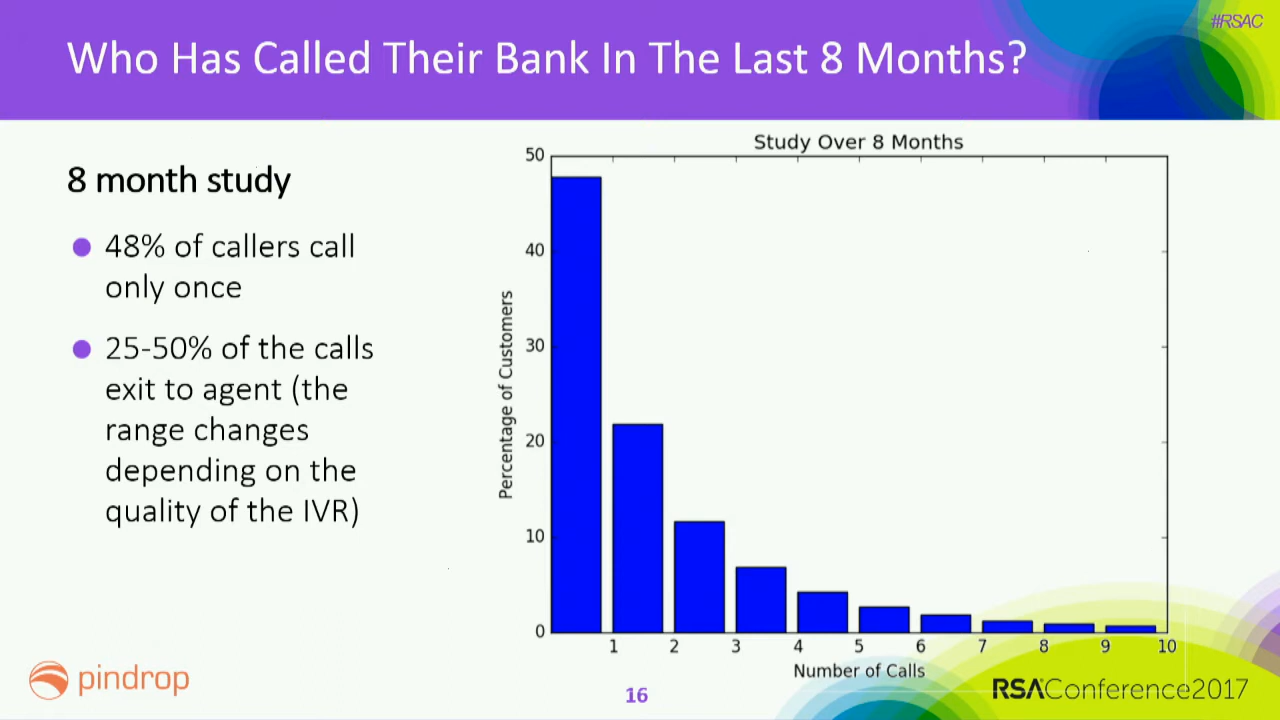 #RSAC
Who Has Called Their Bank In The Last 8 Months?
8 month study
48% of callers call
only once
25-50% of the calls
exit to agent (the
range changes
depending on the
quality of the IVR)
Study Over 8 Months
50
40
30
20
10
0
Percentage of Customers
1 2 3 4 5 6 7 8 9 10
Number of Calls
pindrop
16
RSAConference2017